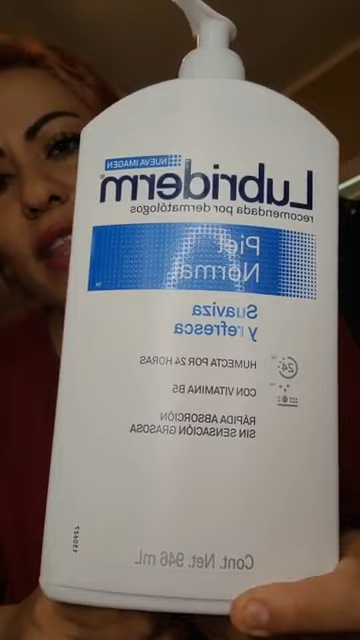 NUEVA IMAGEN
Lubriderm
recomendada por dermatólogos
Piel
Normal
Suaviza
y refresca
24
HUMECTA POR 24 HORAS
CON VITAMINA B5
RÁPIDA ABSORCIÓN
SIN SENSACIÓN GRASOSA
Cont. Net. 946 mL